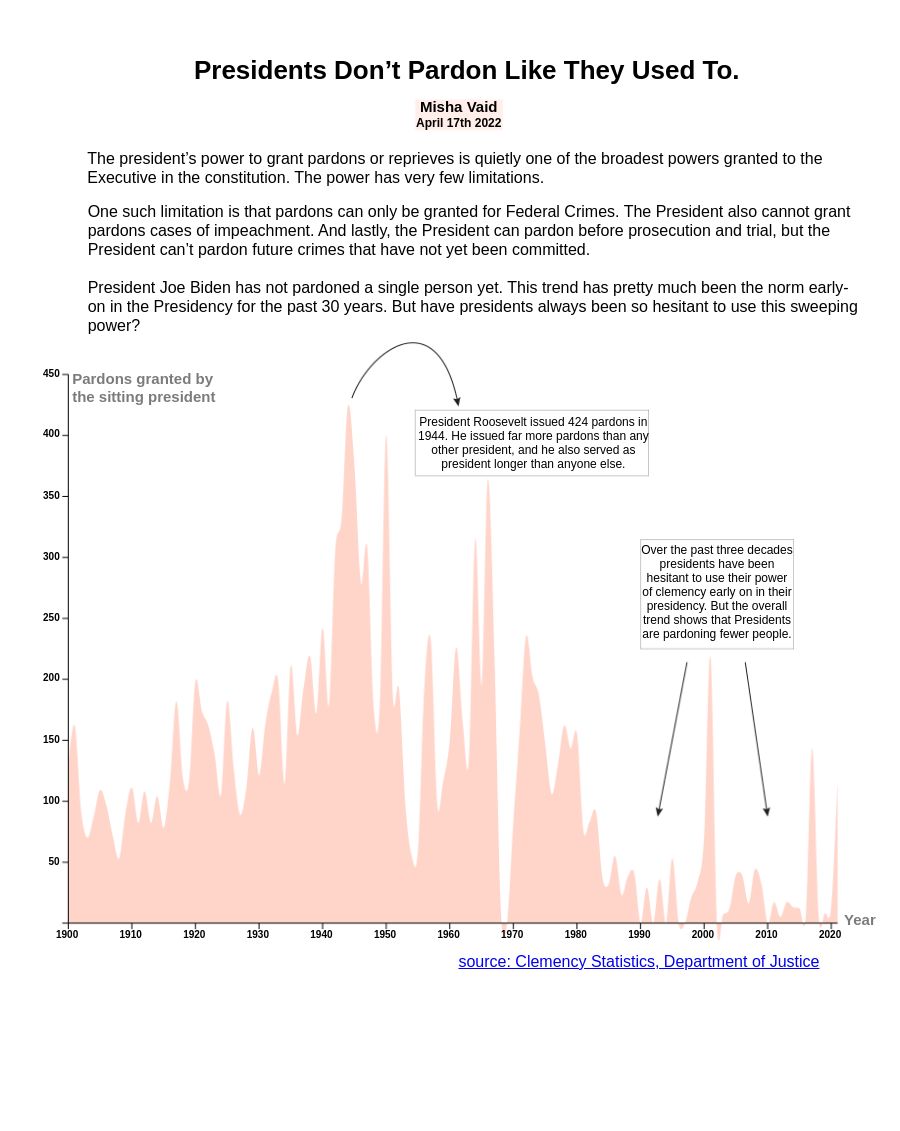 Presidents Don’t Pardon Like They Used To.
Misha Vaid
April 17th 2022
The president’s power to grant pardons or reprieves is quietly one of the broadest powers granted to the
Executive in the constitution. The power has very few limitations.
One such limitation is that pardons can only be granted for Federal Crimes. The President also cannot grant
pardons cases of impeachment. And lastly, the President can pardon before prosecution and trial, but the
President can’t pardon future crimes that have not yet been committed.
President Joe Biden has not pardoned a single person yet. This trend has pretty much been the norm early-
on in the Presidency for the past 30 years. But have presidents always been so hesitant to use this sweeping
power?
Pardons granted by
the sitting president
450
400
350
300
250
200
150
100
50
President Roosevelt issued 424 pardons in
1944. He issued far more pardons than any
other president, and he also served as
president longer than anyone else.
Over the past three decades
presidents have been
hesitant to use their power
of clemency early on in their
presidency. But the overall
trend shows that Presidents
are pardoning fewer people.
Year
1900 1910 1920 1930 1940 1950 1960 1970 1980 1990 2000 2010 2020
source: Clemency Statistics, Department of Justice